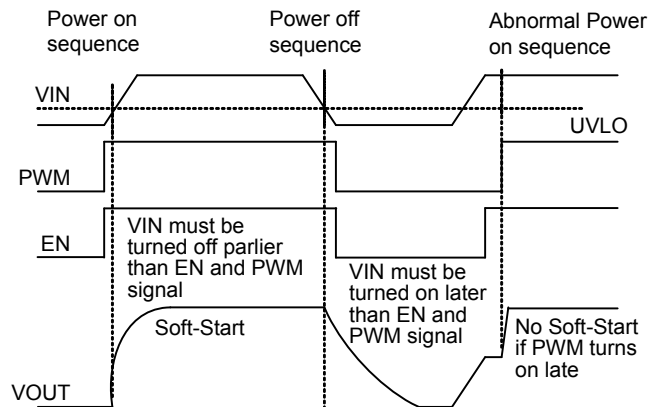 Power on
sequence
Power off
sequence
Abnormal Power
on sequence
VIN
UVLO
PWM
EN
VIN must be
turned off parlier
than EN and PWM
signal
VIN must be
turned on later
than EN and
PWM signal
Soft-Start
No Soft-Start
if PWM turns
on late
VOUT